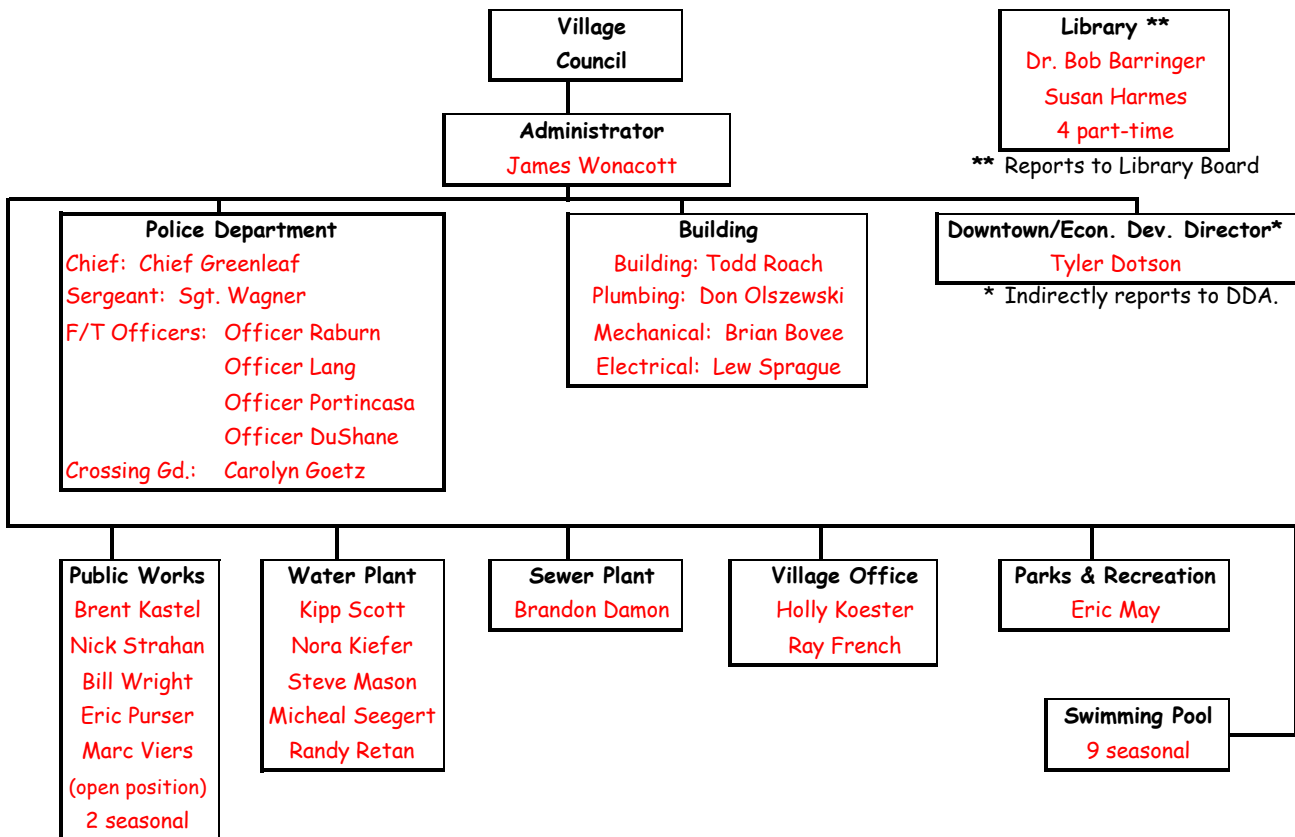 Village
Council
Library **
Dr. Bob Barringer
Susan Harmes
4 part-time
** Reports to Library Board
Administrator
James Wonacott
Police Department
Chief: Chief Greenleaf
Sergeant: Sgt. Wagner
F/T Officers: Officer Raburn
Officer Lang
Officer Portincasa
Officer DuShane
Crossing Gd.: Carolyn Goetz
Building
Building: Todd Roach
Plumbing: Don Olszewski
Mechanical: Brian Bovee
Electrical: Lew Sprague
Downtown/Econ. Dev. Director*
Tyler Dotson
* Indirectly reports to DDA.
Public Works
Brent Kastel
Nick Strahan
Bill Wright
Eric Purser
Marc Viers
(open position)
2 seasonal
Water Plant
Kipp Scott
Nora Kiefer
Steve Mason
Micheal Seegert
Randy Retan
Sewer Plant
Brandon Damon
Village Office
Holly Koester
Ray French
Parks & Recreation
Eric May
Swimming Pool
9 seasonal